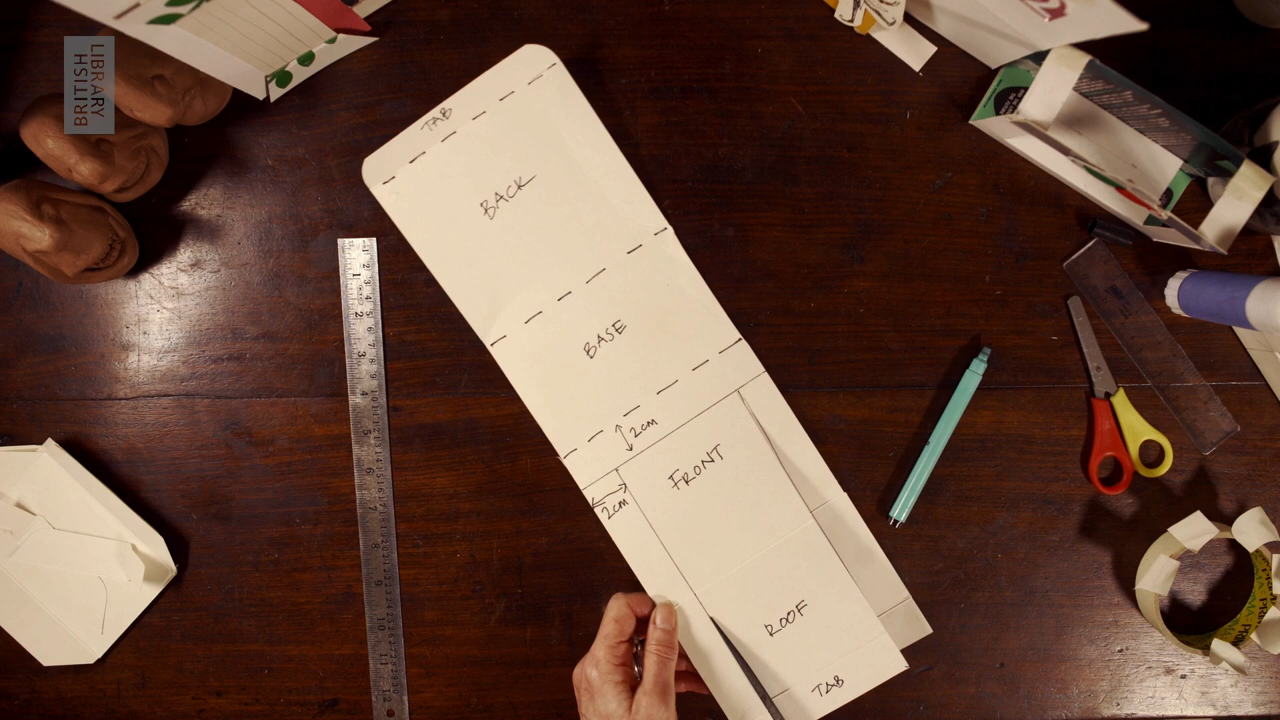 LIBRARY
BRITISH
TAB
BACK
BASE
2cm
FRONT
2cm
ROOF
TAB